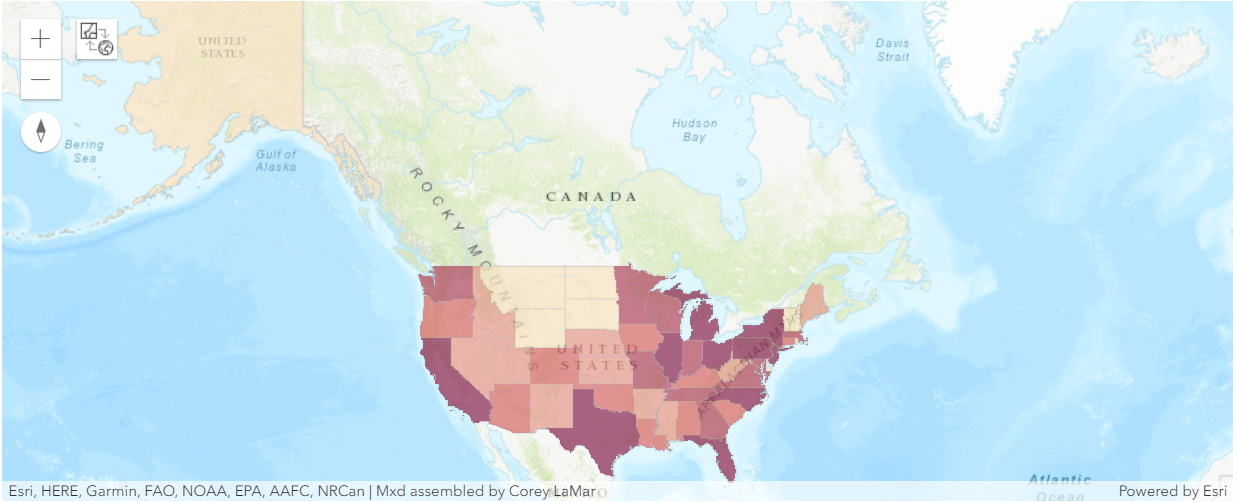 UNITED
STATES
Davis
Strait
Bering
Sea
Gulf of
Alaska
Hudson
Bay
CANADA
ROCKY MOUNTAINS
UNITED
STATES
APPALACHIAN MTS
Atlantic
Ocean
Esri, HERE, Garmin, FAO, NOAA, EPA, AAFC, NRCan | Mxd assembled by Corey LaMar
Powered by Esri